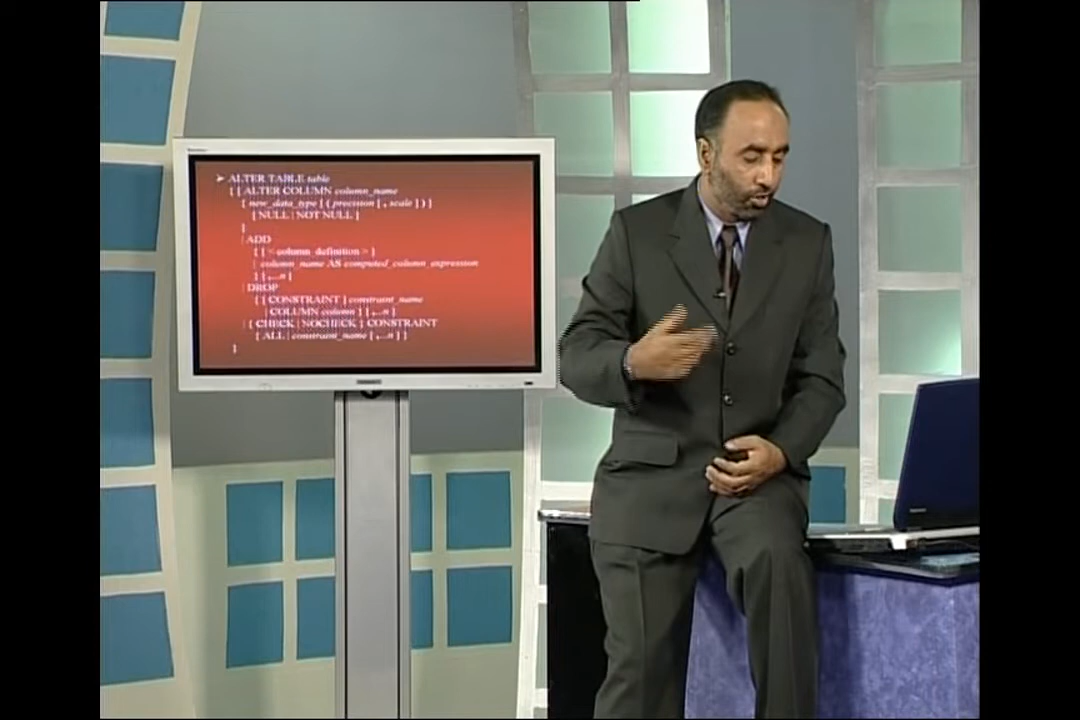 ➤ ALTER TABLE table
{ [ ALTER COLUMN column_name
{ new_data_type [ ( precision [ , scale ] ) ]
[ NULL | NOT NULL ]
}
| ADD
{ [ < column_definition > ]
| column_name AS computed_column_expression
} [ ,...n ]
| DROP
{ [ CONSTRAINT ] constraint_name
| COLUMN column } [ ,...n ]
| { CHECK | NOCHECK } CONSTRAINT
{ ALL | constraint_name [ ,...n ] }
}